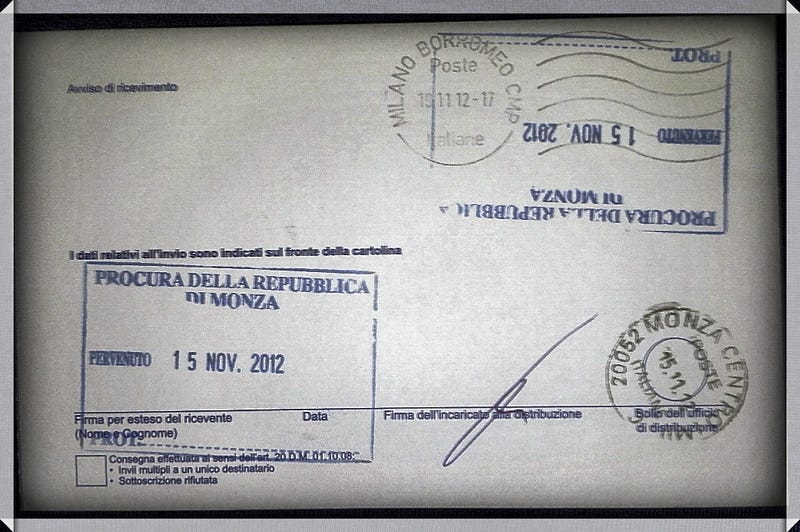 MILANO BORROMEO CMP
Poste
15 11 12-17
Italiane
PROT.
PERVENUTO 15 NOV. 2012
PROCURA DELLA REPUBBLICA
DI MONZA
Avviso di ricevimento
I dati relativi all'invio sono indicati sul fronte della cartolina
PROCURA DELLA REPUBBLICA
DI MONZA
PERVENUTO 15 NOV. 2012
20052 MONZA CENTRO
POSTE
15.11.12
ITALIANE
Firma per esteso del ricevente
(Nome e Cognome)
Data
Firma dell'incaricato alla distribuzione
Bollo dell'ufficio
di distribuzione
PROT.
Consegna effettuata ai sensi dell'art. 20 D.M. 01.10.08:
• Invii multipli a un unico destinatario
• Sottoscrizione rifiutata